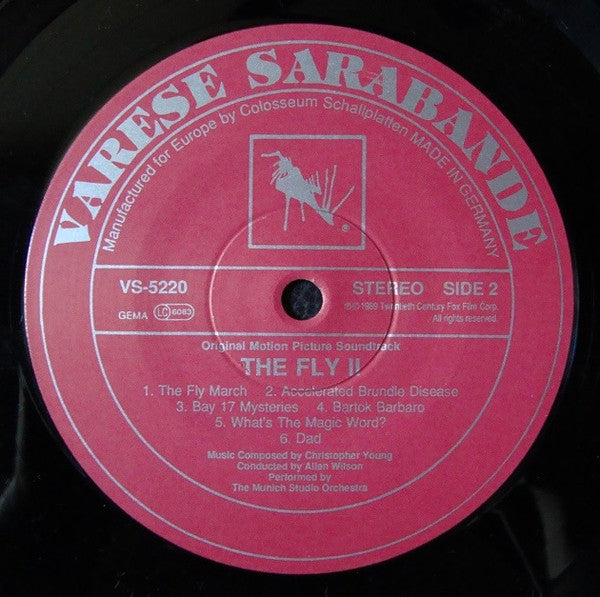 VARESE SARABANDE
Manufactured for Europe by Colosseum Schallplatten MADE IN GERMANY
VS-5220
STEREO SIDE 2
GEMA LC 6083
℗© 1989 Twentieth Century Fox Film Corp.
All rights reserved.
Original Motion Picture Soundtrack
THE FLY II
1. The Fly March 2. Accelerated Brundle Disease
3. Bay 17 Mysteries 4. Bartok Barbaro
5. What's The Magic Word?
6. Dad
Music Composed by Christopher Young
Conducted by Allan Wilson
Performed by
The Munich Studio Orchestra